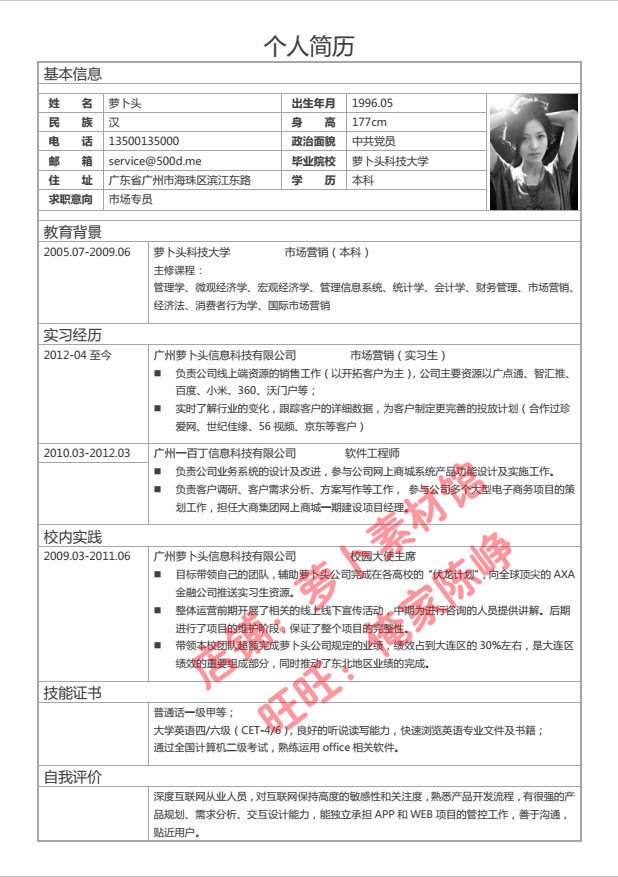 个人简历
基本信息
姓 名 萝卜头 出生年月 1996.05
民 族 汉 身 高 177cm
电 话 13500135000 政治面貌 中共党员
邮 箱 service@500d.me 毕业院校 萝卜头科技大学
住 址 广东省广州市海珠区滨江东路 学 历 本科
求职意向 市场专员
教育背景
2005.07-2009.06 萝卜头科技大学 市场营销（本科）
主修课程：
管理学、微观经济学、宏观经济学、管理信息系统、统计学、会计学、财务管理、市场营销、
经济法、消费者行为学、国际市场营销
实习经历
2012-04 至今 广州萝卜头信息科技有限公司 市场营销（实习生）
■ 负责公司线上端资源的销售工作（以开拓客户为主），公司主要资源以广点通、智汇推、
百度、小米、360、沃门户等；
■ 实时了解行业的变化，跟踪客户的详细数据，为客户制定更完善的投放计划（合作过珍
爱网、世纪佳缘、56 视频、京东等客户）
2010.03-2012.03 广州一百丁信息科技有限公司 软件工程师
■ 负责公司业务系统的设计及改进，参与公司网上商城系统产品功能设计及实施工作。
■ 负责客户调研、客户需求分析、方案写作等工作， 参与公司多个大型电子商务项目的策
划工作，担任大商集团网上商城一期建设项目经理。
校内实践
2009.03-2011.06 广州萝卜头信息科技有限公司 校园大使主席
■ 目标带领自己的团队，辅助萝卜头公司完成在各高校的“伏龙计划”，向全球顶尖的 AXA
金融公司推送实习生资源。
■ 整体运营前期开展了相关的线上线下宣传活动，中期为进行咨询的人员提供讲解。后期
进行了项目的维护阶段，保证了整个项目的完整性。
■ 带领本校团队超额完成萝卜头公司规定的业绩，绩效占到大连区的 30%左右，是大连区
绩效的重要组成部分，同时推动了东北地区业绩的完成。
技能证书
普通话一级甲等；
大学英语四/六级（CET-4/6），良好的听说读写能力，快速浏览英语专业文件及书籍；
通过全国计算机二级考试，熟练运用 office 相关软件。
自我评价
深度互联网从业人员，对互联网保持高度的敏感性和关注度，熟悉产品开发流程，有很强的产
品规划、需求分析、交互设计能力，能独立承担 APP 和 WEB 项目的管控工作，善于沟通，
贴近用户。
店铺：萝卜素材馆
旺旺：俺家陈峥